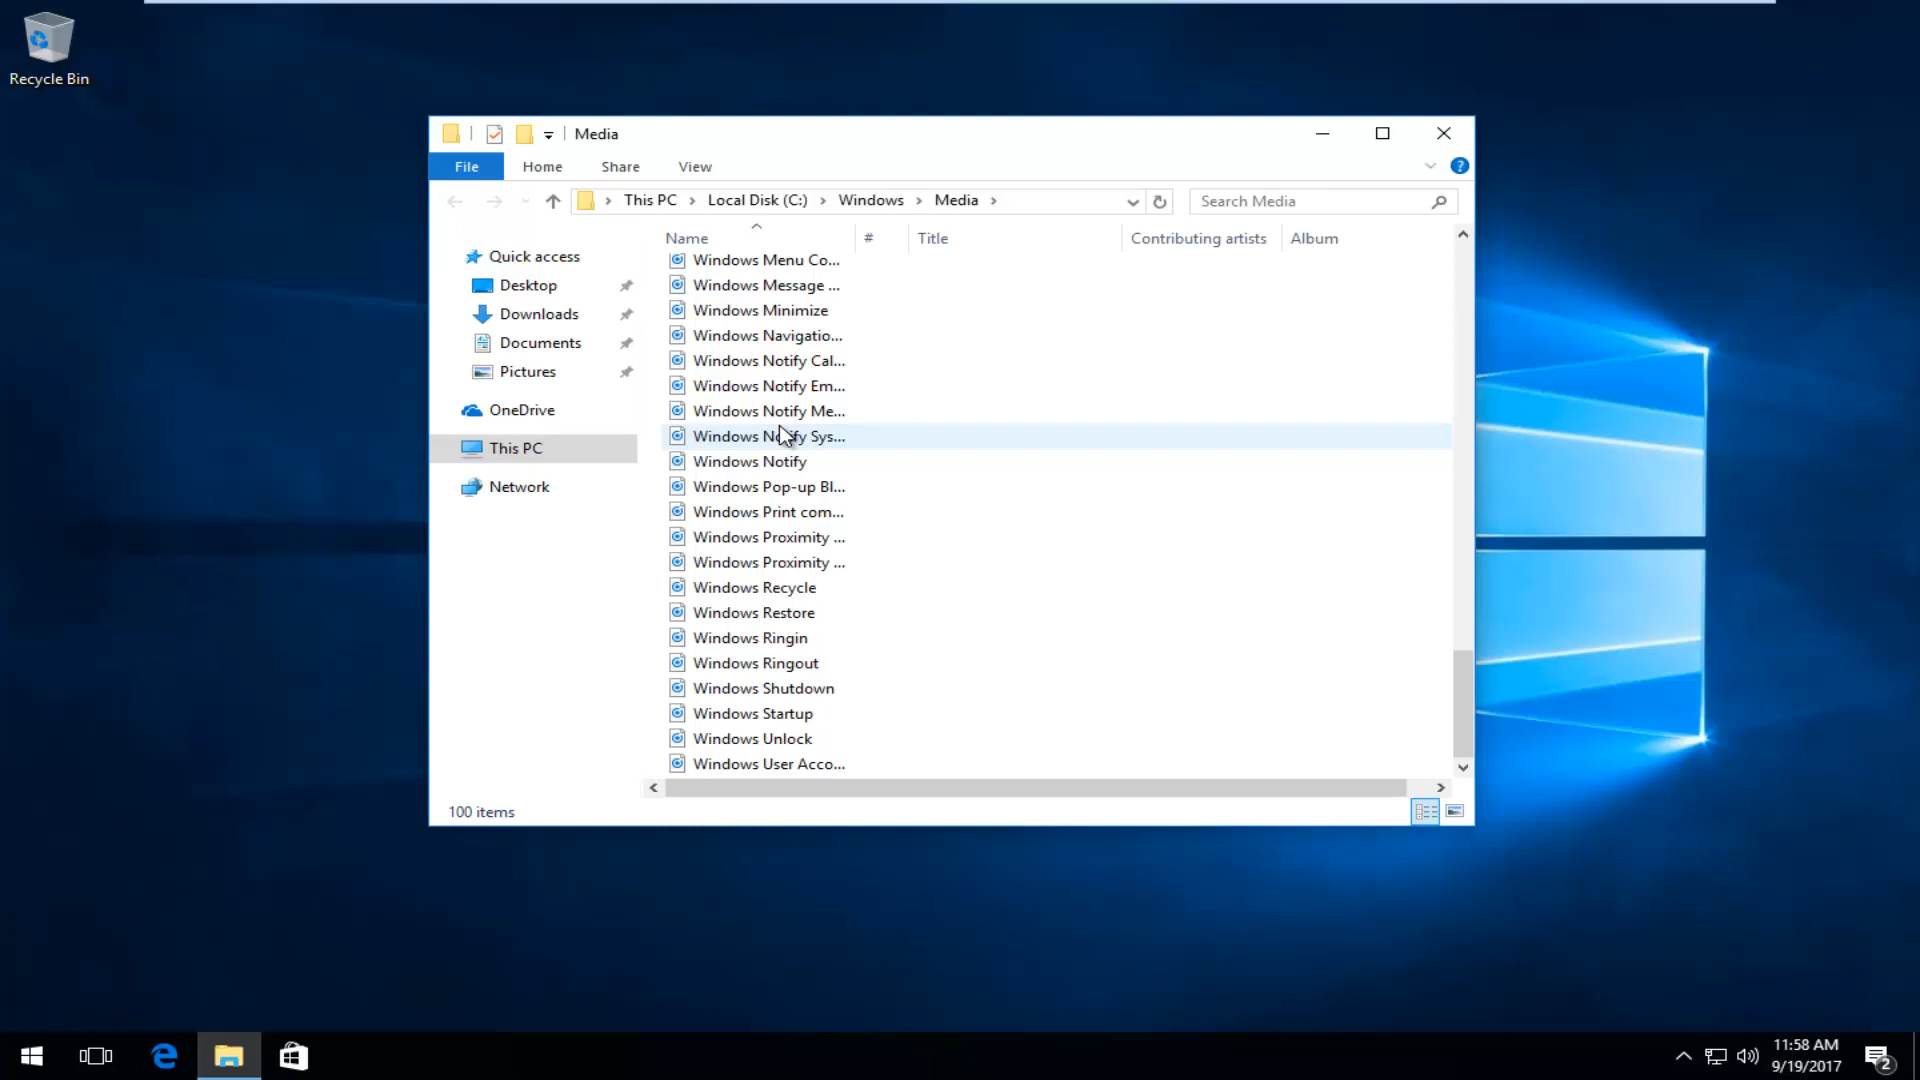 Recycle Bin
Media
File Home Share View
This PC Local Disk (C:) Windows Media
Search Media
Quick access
Desktop
Downloads
Documents
Pictures
OneDrive
This PC
Network
Name # Title Contributing artists Album
Windows Menu Co...
Windows Message ...
Windows Minimize
Windows Navigatio...
Windows Notify Cal...
Windows Notify Em...
Windows Notify Me...
Windows Notify Sys...
Windows Notify
Windows Pop-up Bl...
Windows Print com...
Windows Proximity ...
Windows Proximity ...
Windows Recycle
Windows Restore
Windows Ringin
Windows Ringout
Windows Shutdown
Windows Startup
Windows Unlock
Windows User Acco...
100 items
11:58 AM
9/19/2017
2